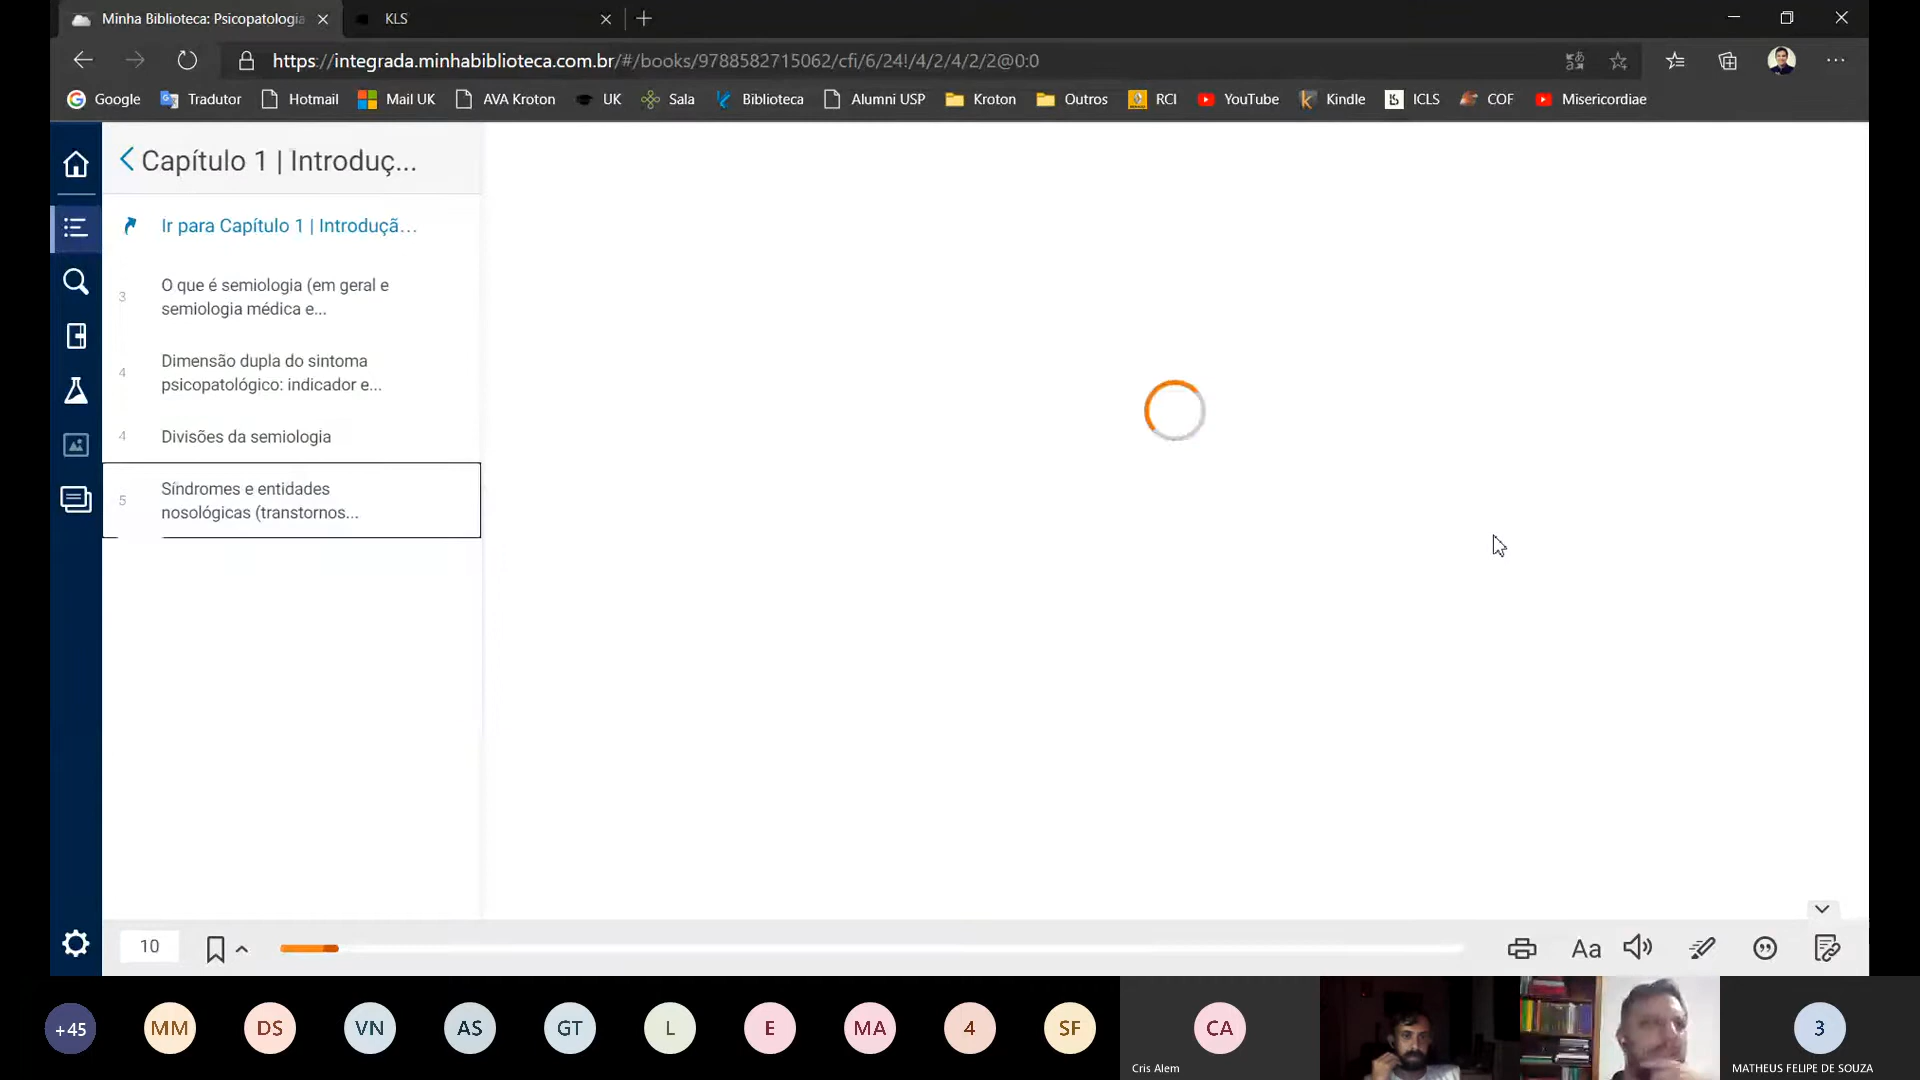 Minha Biblioteca: Psicopatologia
KLS
https://integrada.minhabiblioteca.com.br/#/books/9788582715062/cfi/6/24!/4/2/4/2/2@0:0
Google Tradutor Hotmail Mail UK AVA Kroton UK Sala Biblioteca Alumni USP Kroton Outros RCI YouTube Kindle ICLS COF Misericordiae
Capítulo 1 | Introduç...
Ir para Capítulo 1 | Introduçã...
3 O que é semiologia (em geral e
semiologia médica e...
4 Dimensão dupla do sintoma
psicopatológico: indicador e...
4 Divisões da semiologia
5 Síndromes e entidades
nosológicas (transtornos...
10
Aa
+45 MM DS VN AS GT L E MA 4 SF CA 3
Cris Alem
MATHEUS FELIPE DE SOUZA